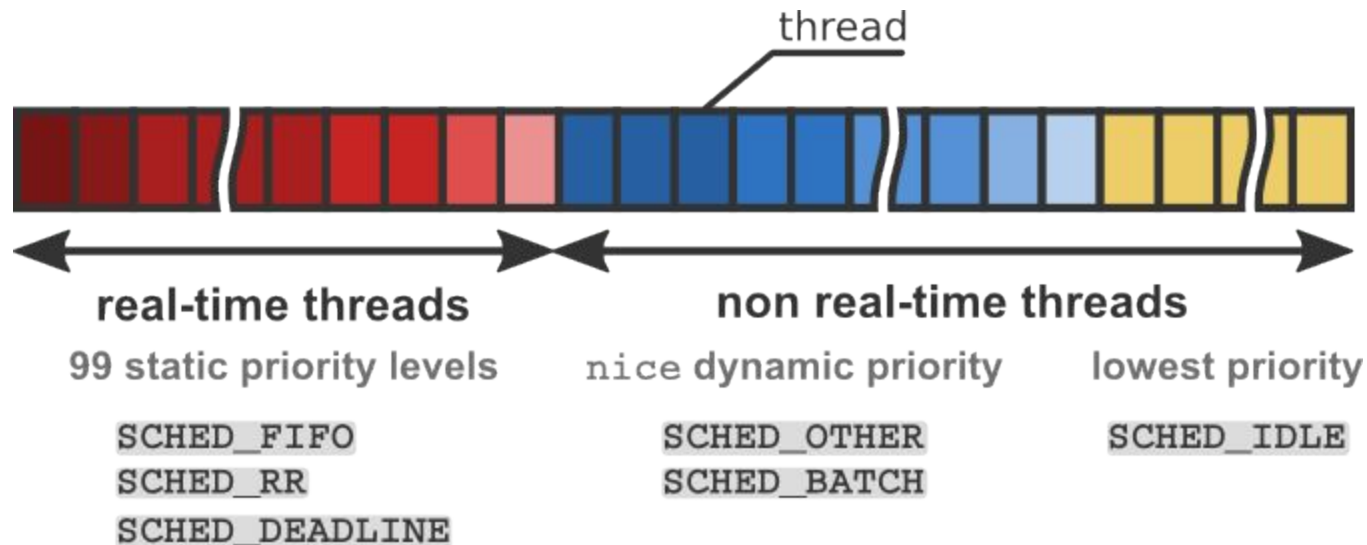 thread
real-time threads
non real-time threads
99 static priority levels
nice dynamic priority
lowest priority
SCHED_FIFO
SCHED_OTHER
SCHED_IDLE
SCHED_RR
SCHED_BATCH
SCHED_DEADLINE